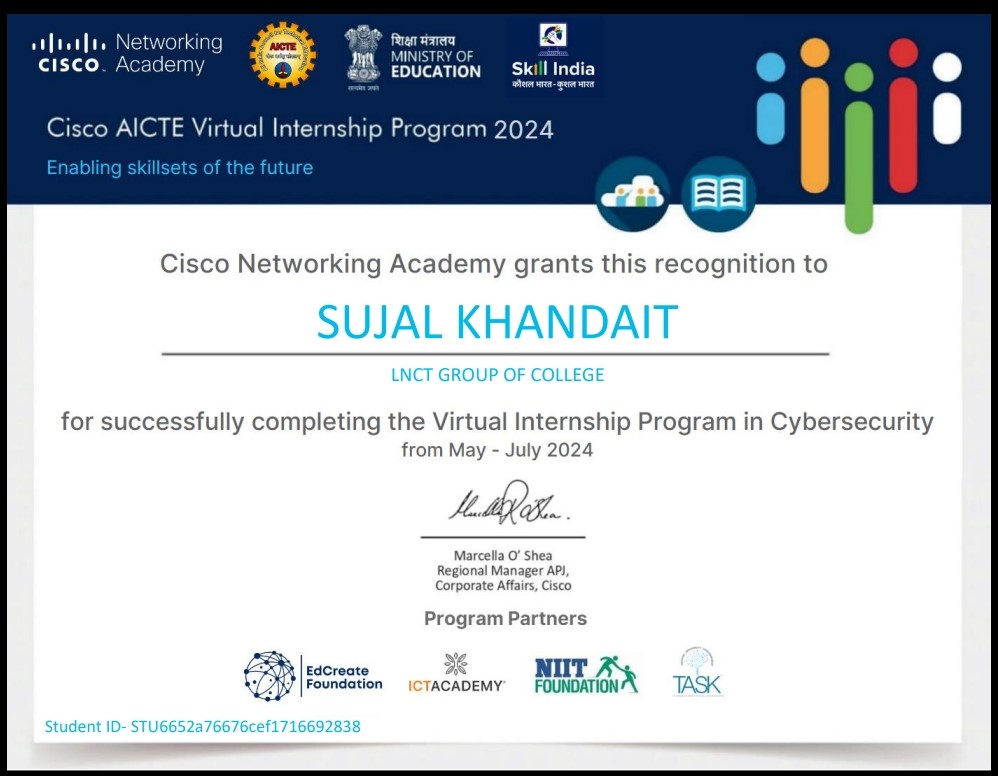 Networking
CISCO Academy
AICTE
शिक्षा मंत्रालय
MINISTRY OF
EDUCATION
सत्यमेव जयते
Skill India
कौशल भारत-कुशल भारत
Cisco AICTE Virtual Internship Program 2024
Enabling skillsets of the future
Cisco Networking Academy grants this recognition to
SUJAL KHANDAIT
LNCT GROUP OF COLLEGE
for successfully completing the Virtual Internship Program in Cybersecurity
from May - July 2024
Marcella O' Shea
Regional Manager APJ,
Corporate Affairs, Cisco
Program Partners
EdCreate
Foundation
ICTACADEMY
NIIT
FOUNDATION
TASK
Student ID- STU6652a76676cef1716692838